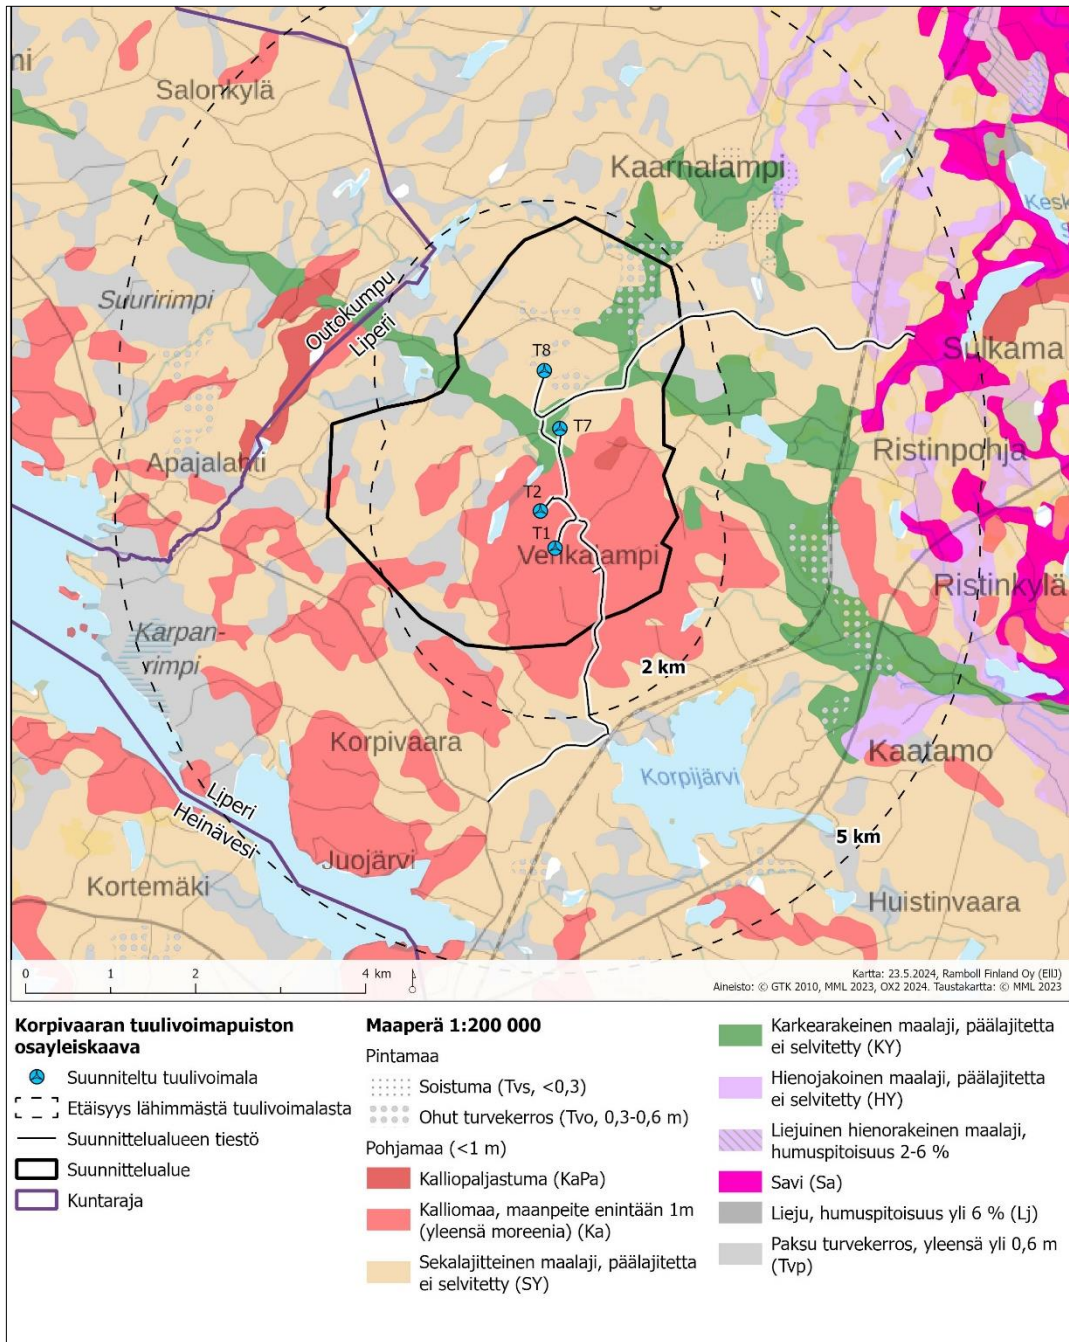 ni
Salonkylä
Kaarnalampi
Kesk
Suuririmpi
Outokumpu
Liperi
T8
Sulkama
T7
Apajalahti
Ristinpohja
T2
T1
Verikalampi
Ristinkylä
Karpan-
rimpi
2 km
Korpivaara
Kaatamo
Korpijärvi
Liperi
Heinävesi
5 km
Juojärvi
Kortemäki
Huistinvaara
0 1 2 4 km
Kartta: 23.5.2024, Ramboll Finland Oy (EllJ)
Aineisto: © GTK 2010, MML 2023, OX2 2024. Taustakartta: © MML 2023
Korpivaaran tuulivoimapuiston
osayleiskaava
Suunniteltu tuulivoimala
Etäisyys lähimmästä tuulivoimalasta
Suunnittelualueen tiestö
Suunnittelualue
Kuntaraja
Maaperä 1:200 000
Pintamaa
Soistuma (Tvs, <0,3)
Ohut turvekerros (Tvo, 0,3-0,6 m)
Pohjamaa (<1 m)
Kalliopaljastuma (KaPa)
Kalliomaa, maanpeite enintään 1m
(yleensä moreenia) (Ka)
Sekalajitteinen maalaji, päälajitetta
ei selvitetty (SY)
Karkearakeinen maalaji, päälajitetta
ei selvitetty (KY)
Hienojakoinen maalaji, päälajitetta
ei selvitetty (HY)
Liejuinen hienorakeinen maalaji,
humuspitoisuus 2-6 %
Savi (Sa)
Lieju, humuspitoisuus yli 6 % (Lj)
Paksu turvekerros, yleensä yli 0,6 m
(Tvp)